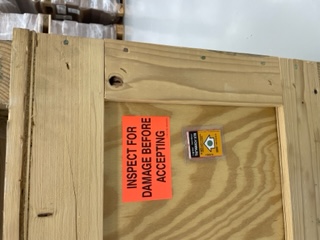 INSPECT FOR
DAMAGE BEFORE
ACCEPTING